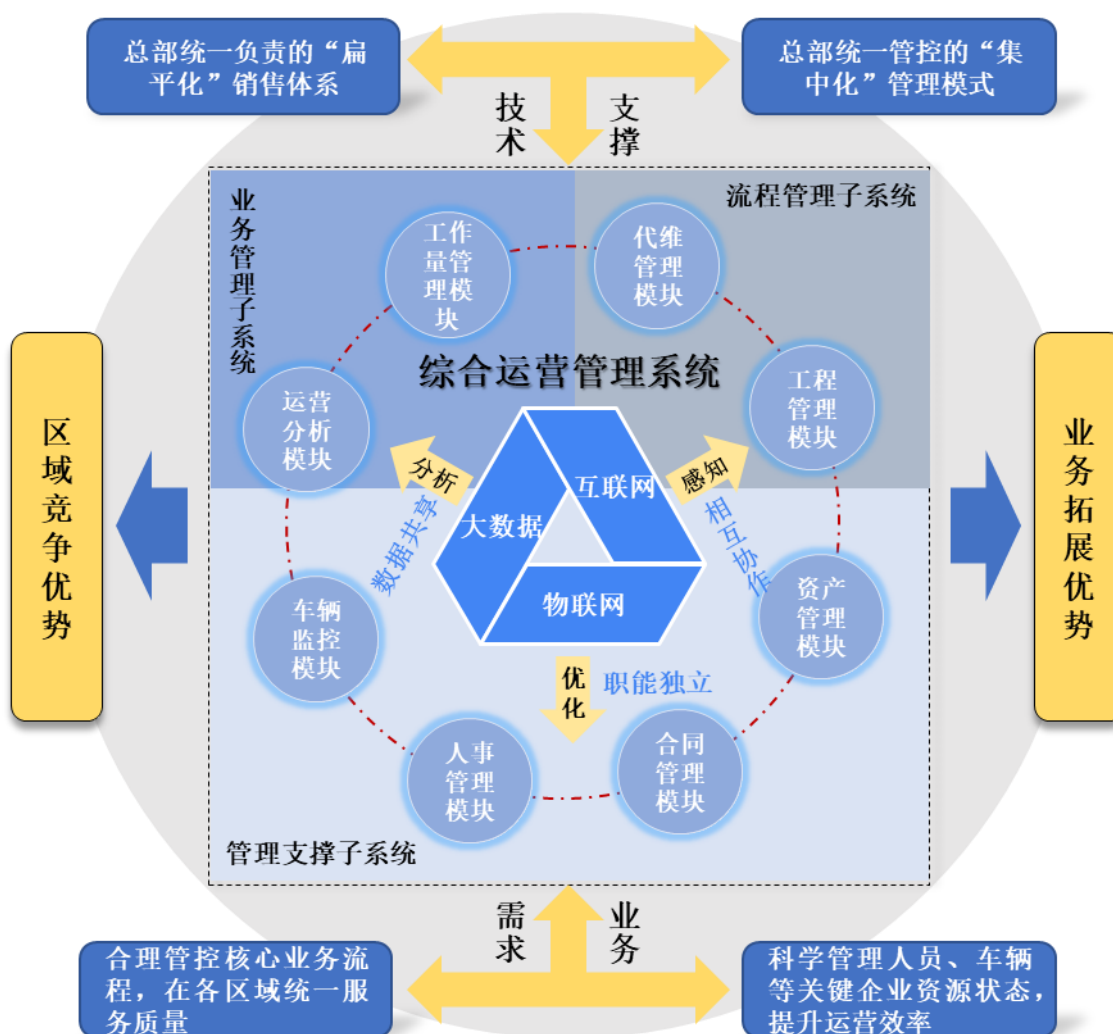 总部统一负责的“扁
平化”销售体系
总部统一管控的“集
中化”管理模式
技术
支撑
业务管理子系统
流程管理子系统
工作
量管
理模
块
代维
管理
模块
综合运营管理系统
运营
分析
模块
工程
管理
模块
区域竞争优势
业务拓展优势
分析
数据共享
大数据
互联网
物联网
感知
相互协作
车辆
监控
模块
资产
管理
模块
优化
职能独立
人事
管理
模块
合同
管理
模块
管理支撑子系统
需求
业务
合理管控核心业务流
程，在各区域统一服
务质量
科学管理人员、车辆
等关键企业资源状态，
提升运营效率